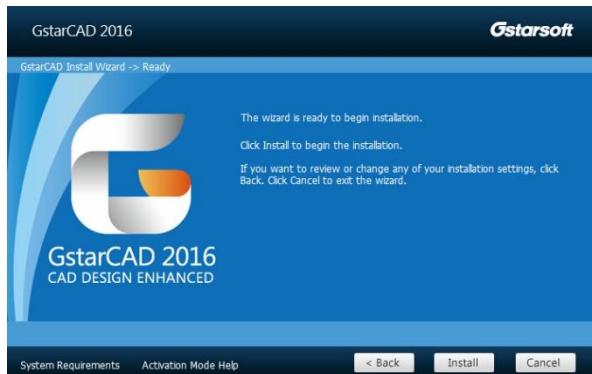 GstarCAD 2016
Gstarsoft
GstarCAD Install Wizard -> Ready
The wizard is ready to begin installation.
Click Install to begin the installation.
If you want to review or change any of your installation settings, click
Back. Click Cancel to exit the wizard.
GstarCAD 2016
CAD DESIGN ENHANCED
System Requirements
Activation Mode Help
< Back
Install
Cancel